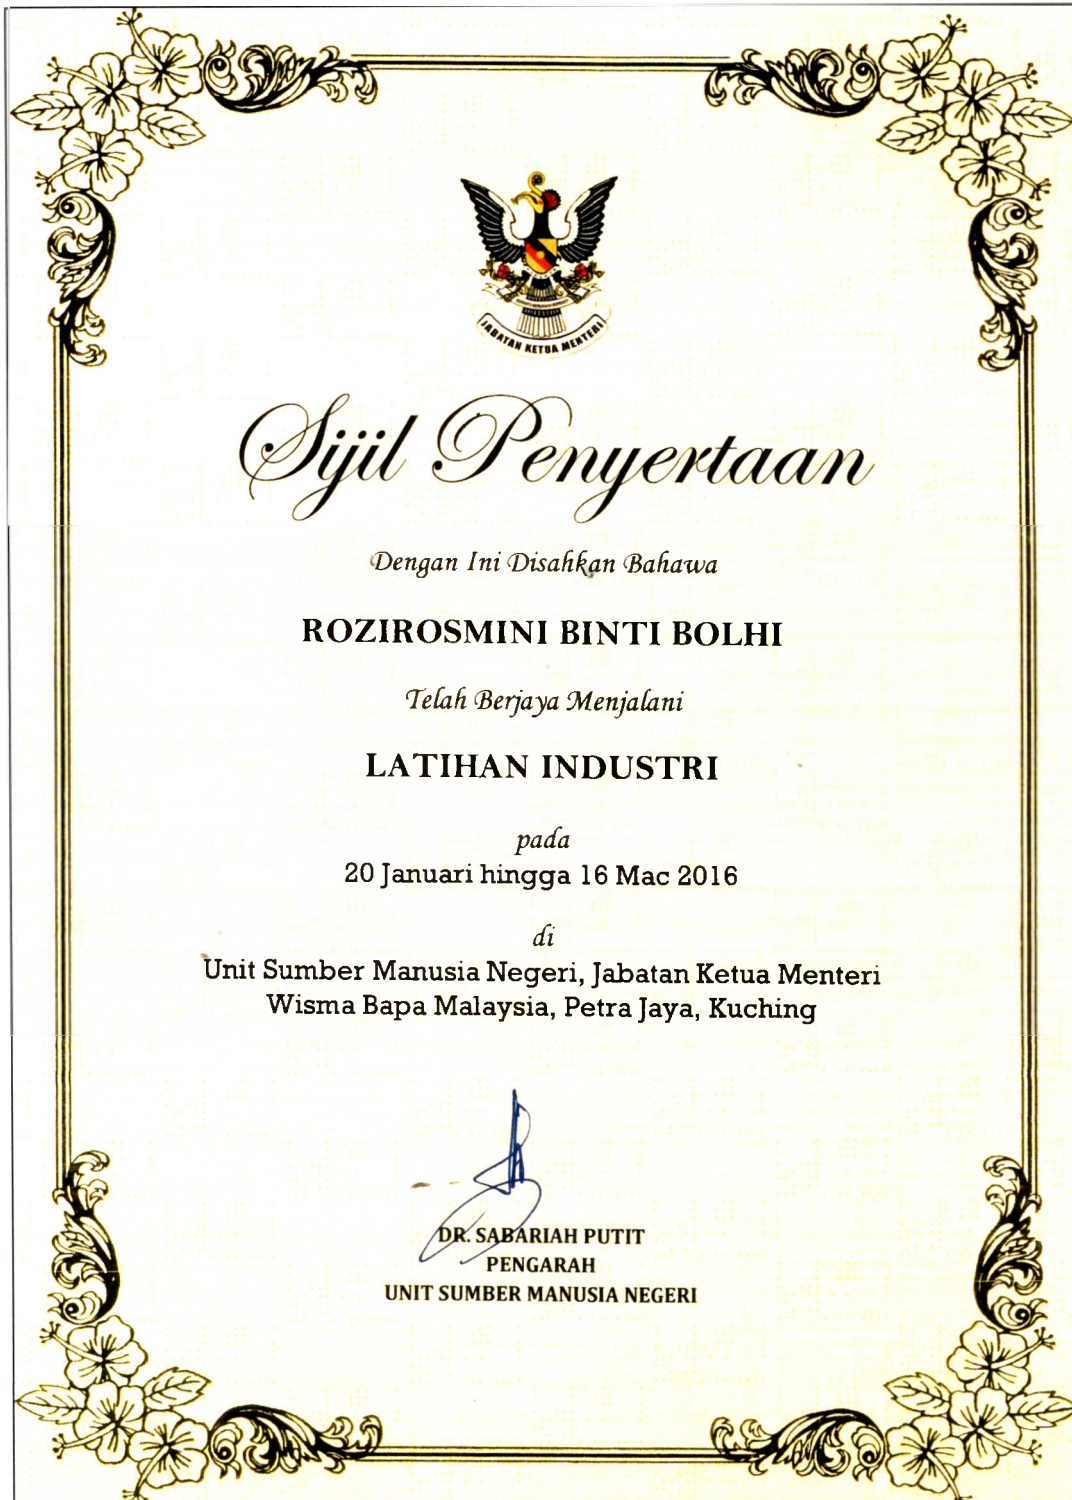 JABATAN KETUA MENTERI
Sijil Penyertaan
Dengan Ini Disahkan Bahawa
ROZIROSMINI BINTI BOLHI
Telah Berjaya Menjalani
LATIHAN INDUSTRI
pada
20 Januari hingga 16 Mac 2016
di
Unit Sumber Manusia Negeri, Jabatan Ketua Menteri
Wisma Bapa Malaysia, Petra Jaya, Kuching
DR. SABARIAH PUTIT
PENGARAH
UNIT SUMBER MANUSIA NEGERI